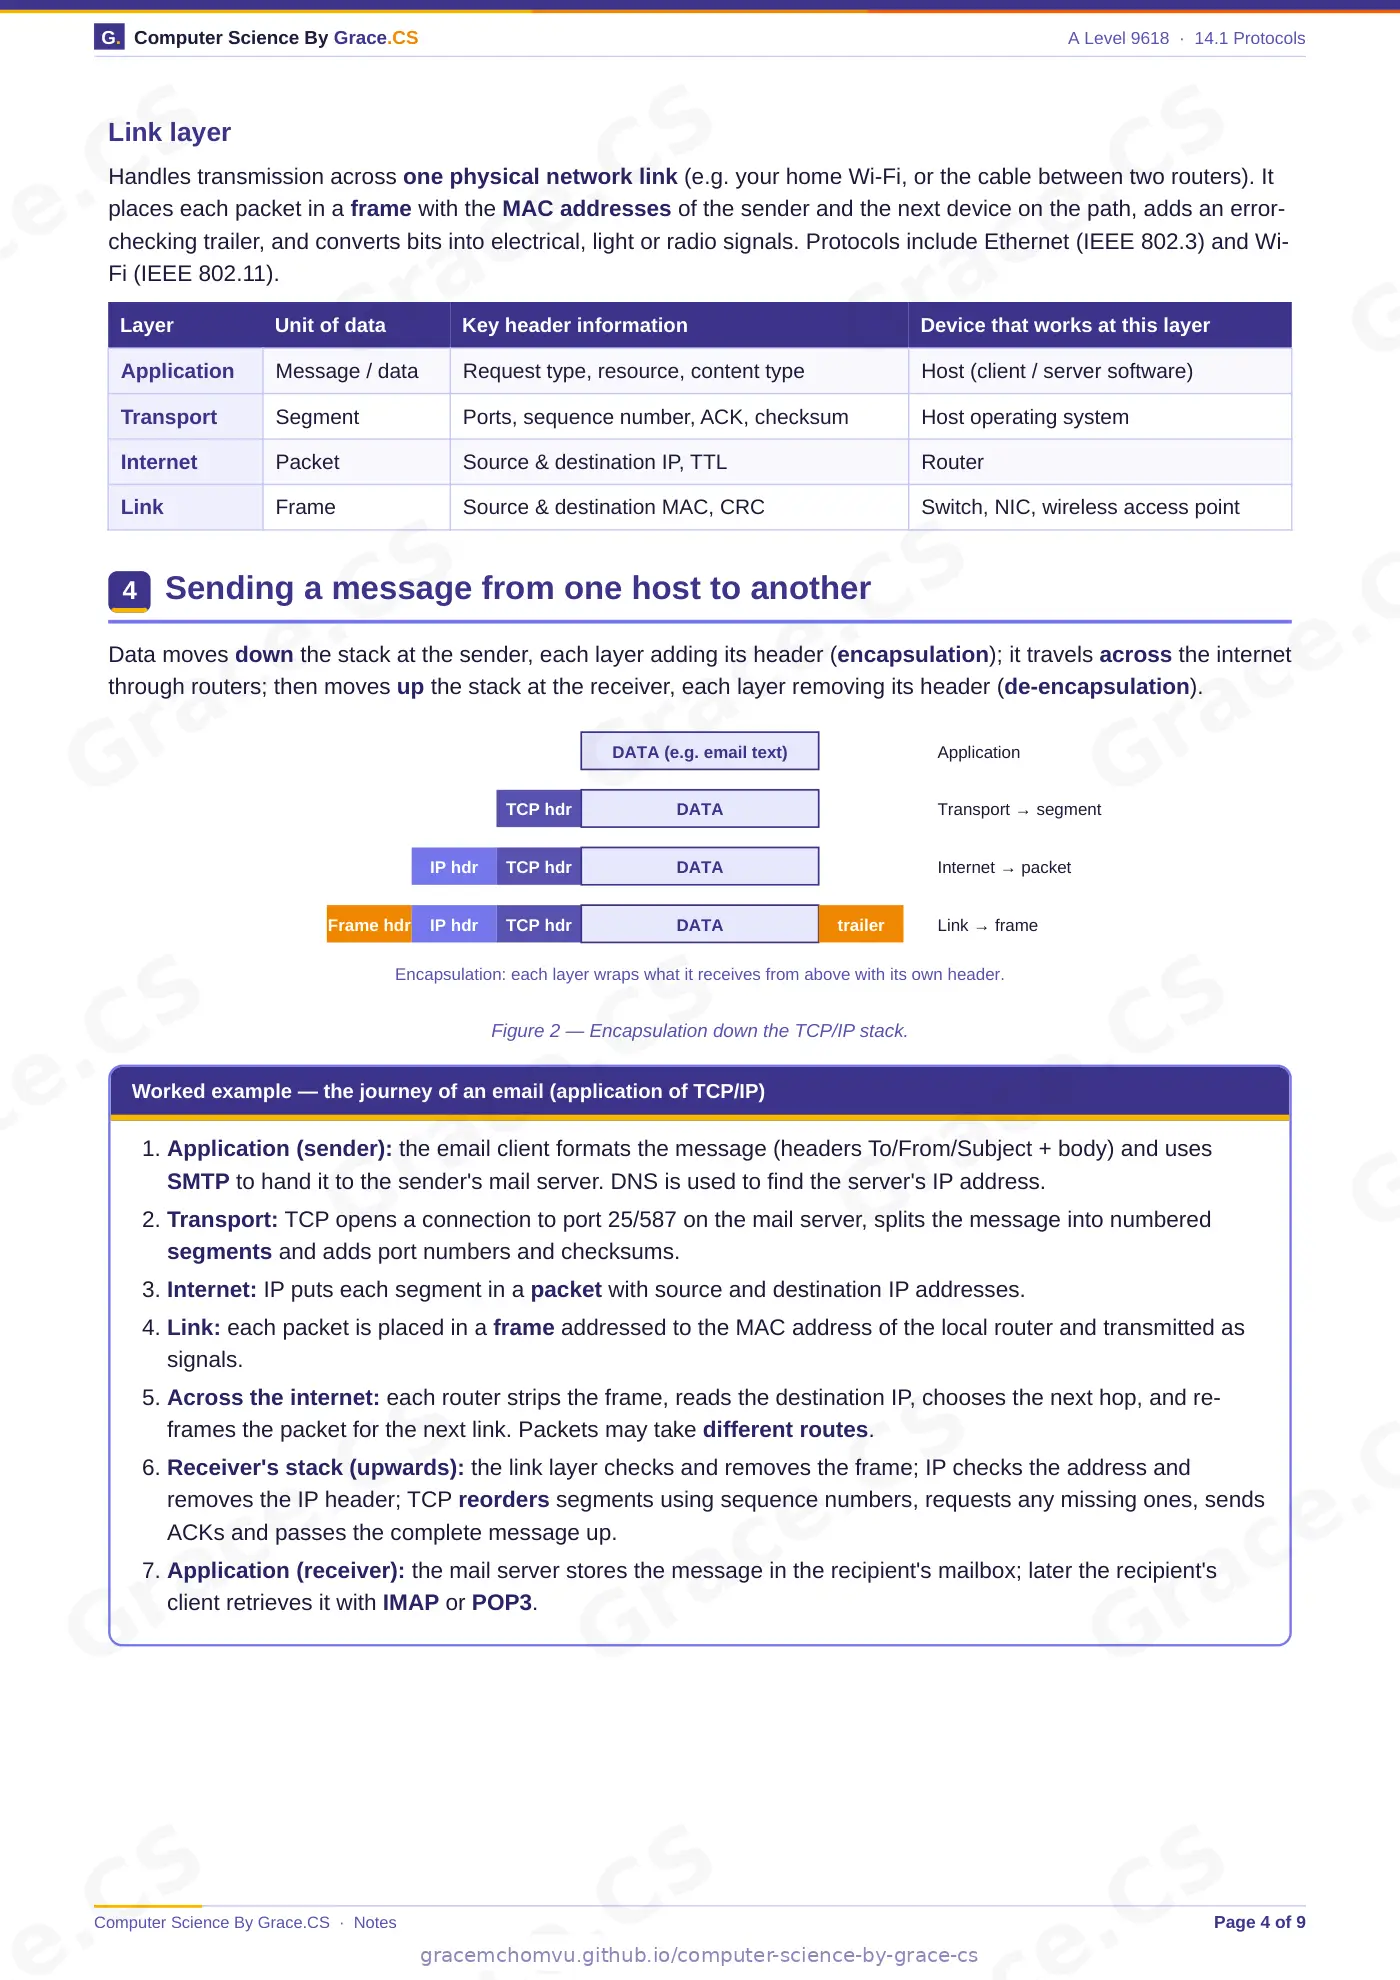 G. Computer Science By Grace.CS
A Level 9618 · 14.1 Protocols
Link layer
Handles transmission across one physical network link (e.g. your home Wi-Fi, or the cable between two routers). It
places each packet in a frame with the MAC addresses of the sender and the next device on the path, adds an error-
checking trailer, and converts bits into electrical, light or radio signals. Protocols include Ethernet (IEEE 802.3) and Wi-
Fi (IEEE 802.11).
Layer Unit of data Key header information Device that works at this layer
Application Message / data Request type, resource, content type Host (client / server software)
Transport Segment Ports, sequence number, ACK, checksum Host operating system
Internet Packet Source & destination IP, TTL Router
Link Frame Source & destination MAC, CRC Switch, NIC, wireless access point
4 Sending a message from one host to another
Data moves down the stack at the sender, each layer adding its header (encapsulation); it travels across the internet
through routers; then moves up the stack at the receiver, each layer removing its header (de-encapsulation).
DATA (e.g. email text) Application
TCP hdr DATA Transport → segment
IP hdr TCP hdr DATA Internet → packet
Frame hdr IP hdr TCP hdr DATA trailer Link → frame
Encapsulation: each layer wraps what it receives from above with its own header.
Figure 2 — Encapsulation down the TCP/IP stack.
Worked example — the journey of an email (application of TCP/IP)
1. Application (sender): the email client formats the message (headers To/From/Subject + body) and uses
SMTP to hand it to the sender's mail server. DNS is used to find the server's IP address.
2. Transport: TCP opens a connection to port 25/587 on the mail server, splits the message into numbered
segments and adds port numbers and checksums.
3. Internet: IP puts each segment in a packet with source and destination IP addresses.
4. Link: each packet is placed in a frame addressed to the MAC address of the local router and transmitted as
signals.
5. Across the internet: each router strips the frame, reads the destination IP, chooses the next hop, and re-
frames the packet for the next link. Packets may take different routes.
6. Receiver's stack (upwards): the link layer checks and removes the frame; IP checks the address and
removes the IP header; TCP reorders segments using sequence numbers, requests any missing ones, sends
ACKs and passes the complete message up.
7. Application (receiver): the mail server stores the message in the recipient's mailbox; later the recipient's
client retrieves it with IMAP or POP3.
Computer Science By Grace.CS · Notes
Page 4 of 9
gracemchomvu.github.io/computer-science-by-grace-cs